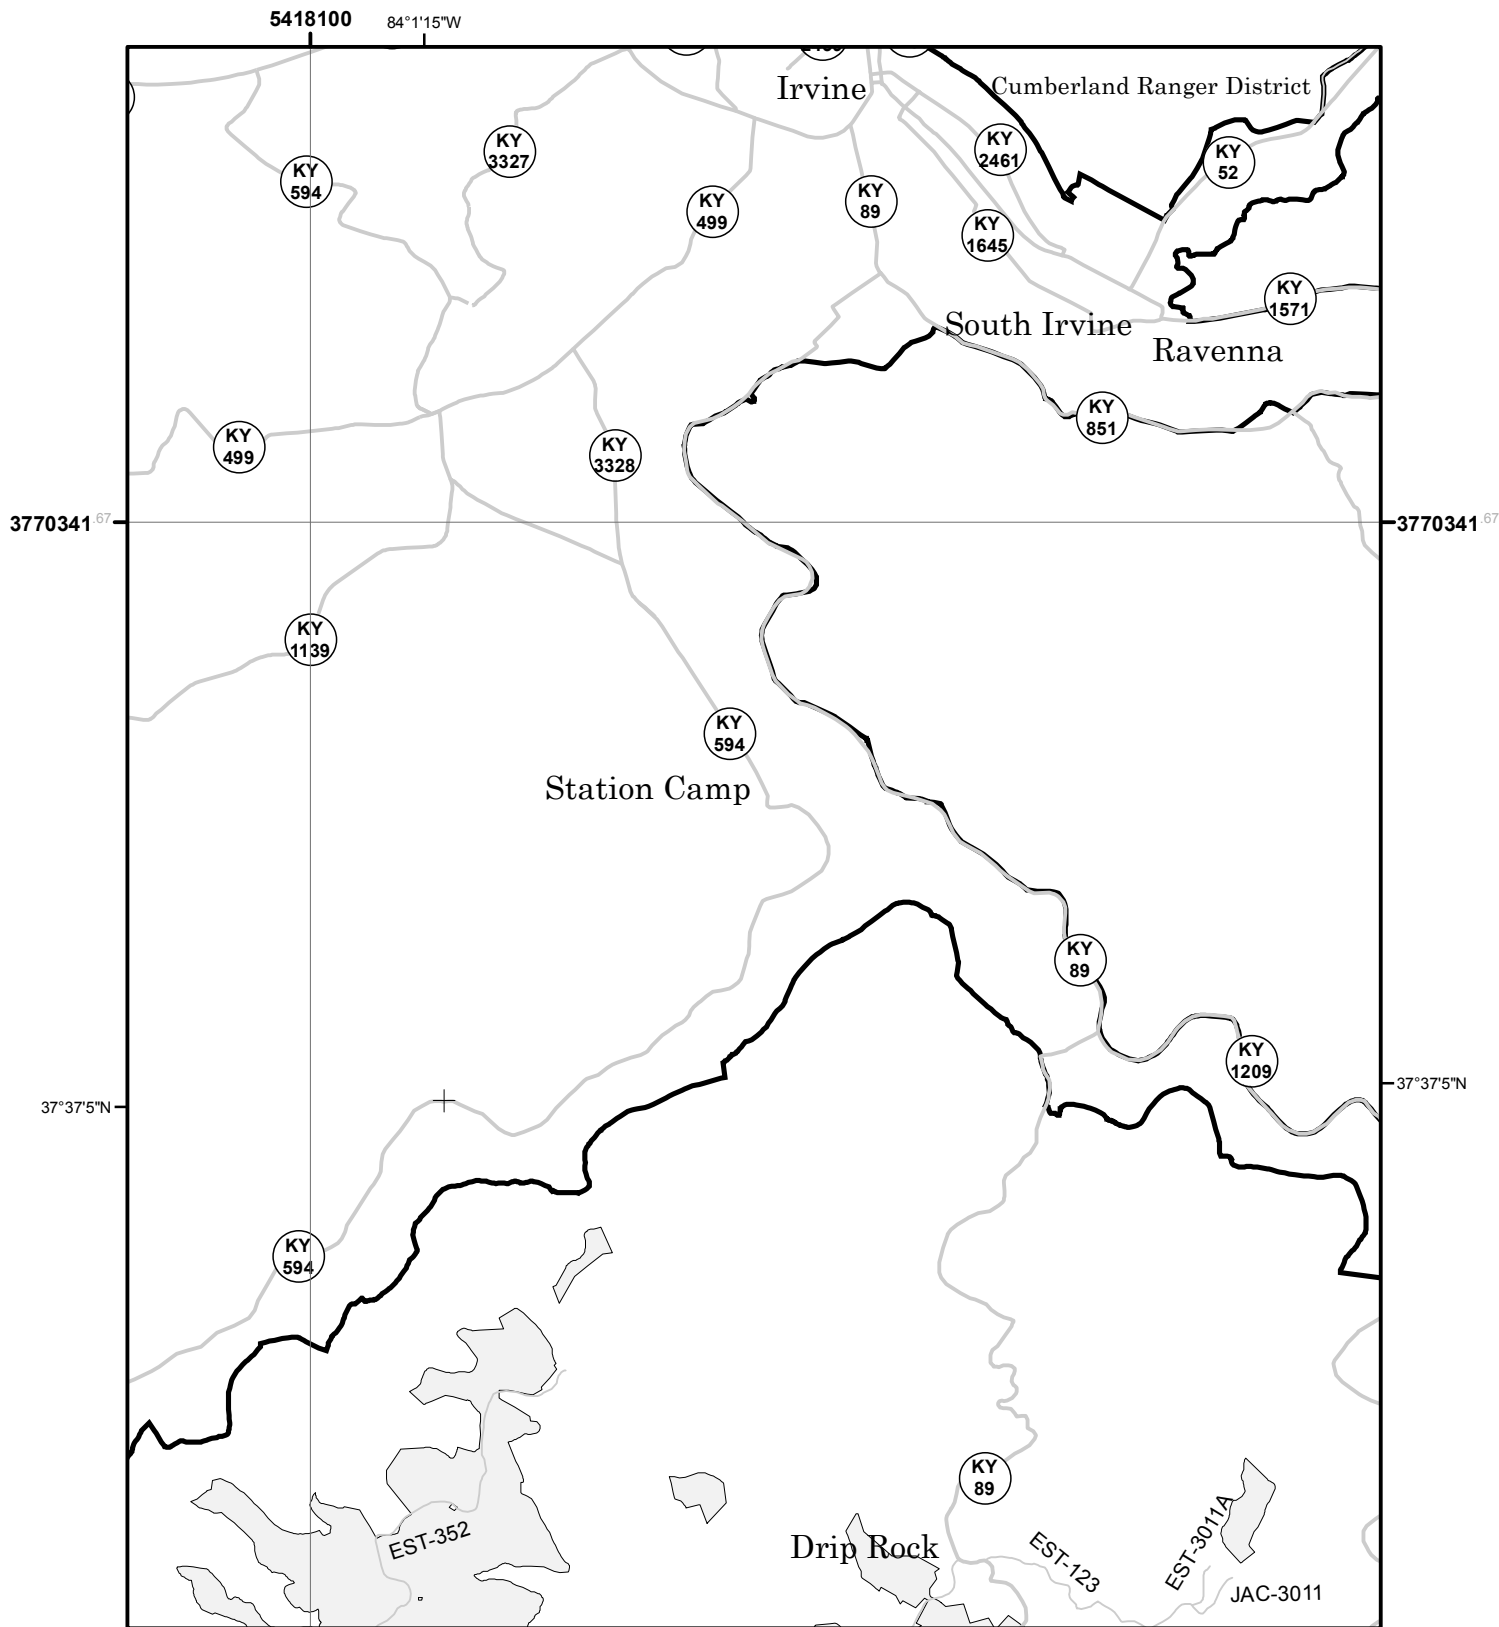 5418100
84°1'15"W
Irvine
Cumberland Ranger District
KY
3327
KY
2461
KY
52
KY
594
KY
499
KY
89
KY
1645
KY
1571
South Irvine
Ravenna
KY
851
KY
499
KY
3328
3770341.67
3770341.67
KY
1139
KY
594
Station Camp
KY
89
KY
1209
37°37'5"N
37°37'5"N
KY
594
KY
89
EST-352
Drip Rock
EST-123
EST-3011A
JAC-3011